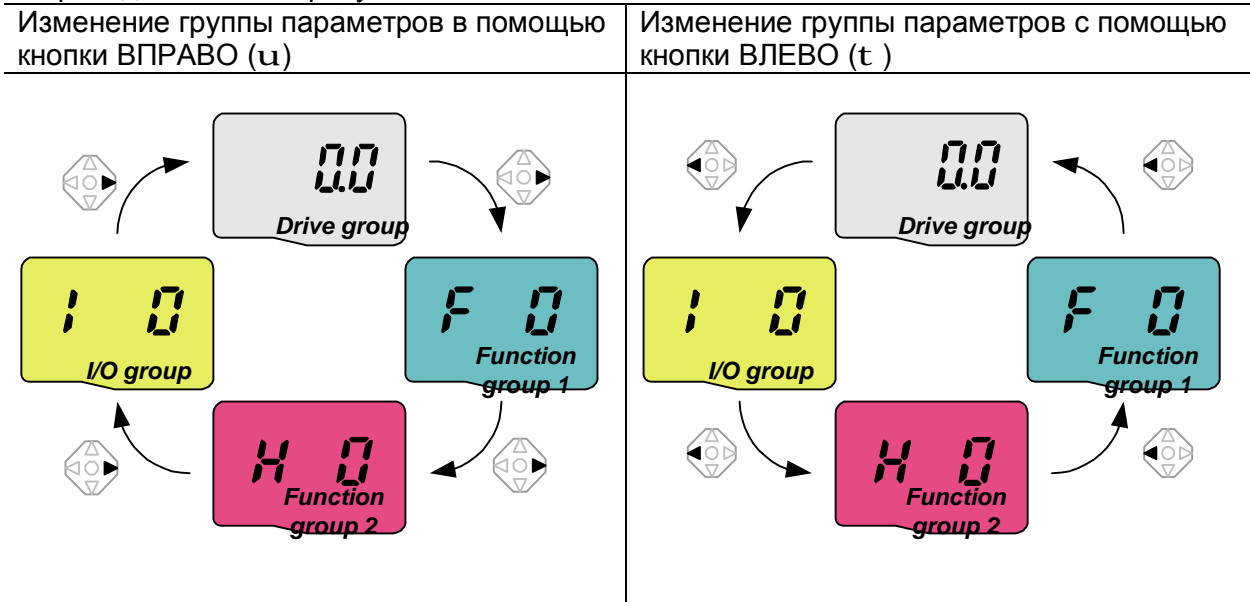 Изменение группы параметров в помощью
кнопки ВПРАВО (u)
Изменение группы параметров с помощью
кнопки ВЛЕВО (t )
0.0
Drive group
I 0
I/O group
F 0
Function
group 1
H 0
Function
group 2
0.0
Drive group
I 0
I/O group
F 0
Function
group 1
H 0
Function
group 2